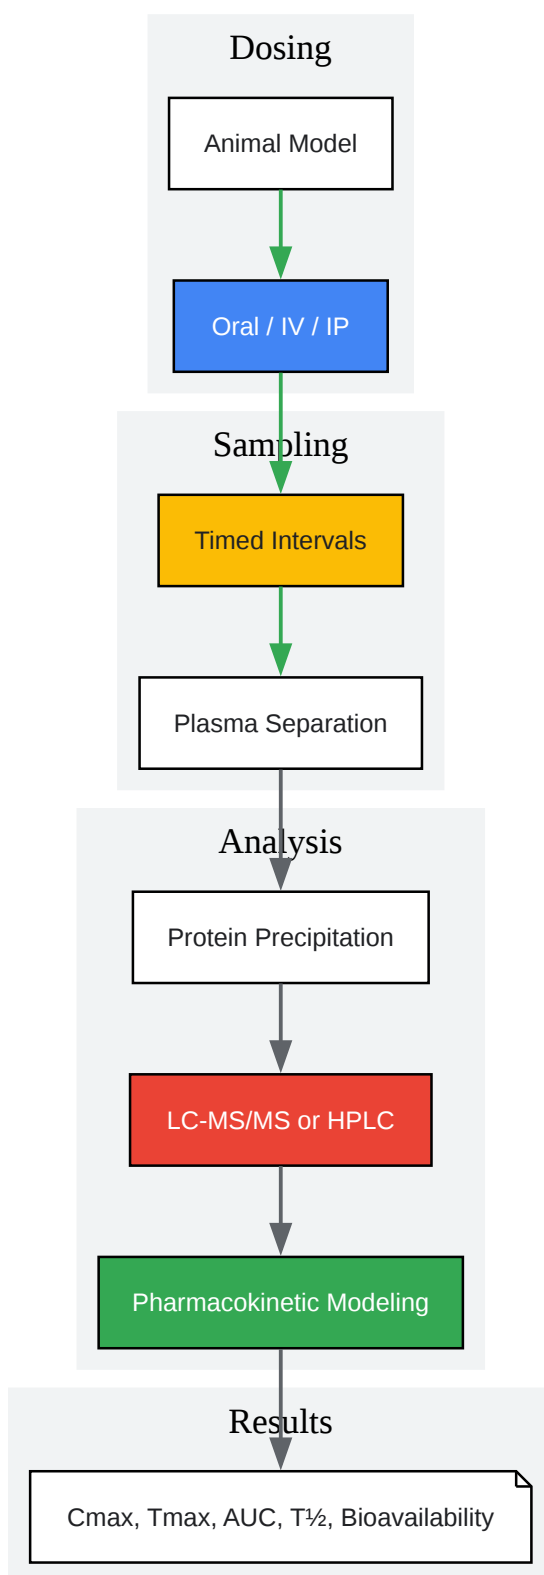 Dosing
Animal Model
Oral / IV / IP
Sampling
Timed Intervals
Plasma Separation
Analysis
Protein Precipitation
LC-MS/MS or HPLC
Pharmacokinetic Modeling
Results
Cmax, Tmax, AUC, T½, Bioavailability